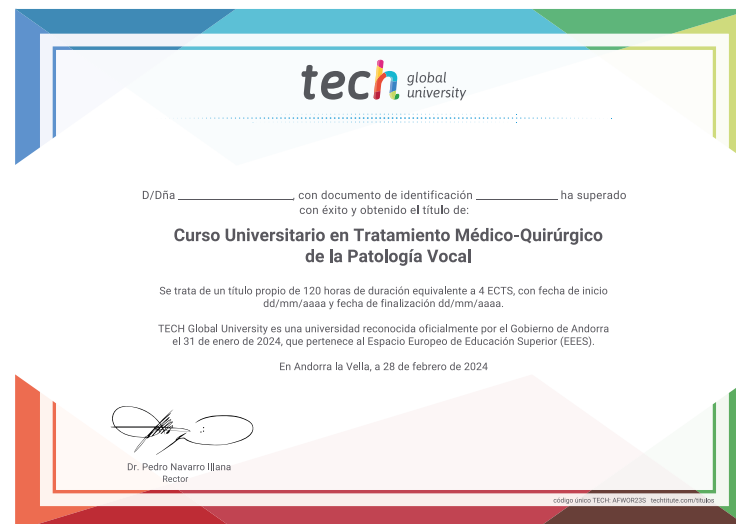 tech global university
D/Dña ____________________, con documento de identificación ______________ ha superado
con éxito y obtenido el título de:
Curso Universitario en Tratamiento Médico-Quirúrgico
de la Patología Vocal
Se trata de un título propio de 120 horas de duración equivalente a 4 ECTS, con fecha de inicio
dd/mm/aaaa y fecha de finalización dd/mm/aaaa.
TECH Global University es una universidad reconocida oficialmente por el Gobierno de Andorra
el 31 de enero de 2024, que pertenece al Espacio Europeo de Educación Superior (EEES).
En Andorra la Vella, a 28 de febrero de 2024
Dr. Pedro Navarro Illana
Rector
código único TECH: AFWOR23S techtitute.com/titulos